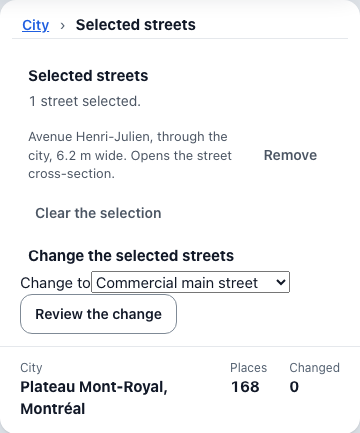 City › Selected streets
Selected streets
1 street selected.
Avenue Henri-Julien, through the
city, 6.2 m wide. Opens the street
cross-section.
Remove
Clear the selection
Change the selected streets
Change to Commercial main street
Review the change
City Places Changed
Plateau Mont-Royal, 168 0
Montréal